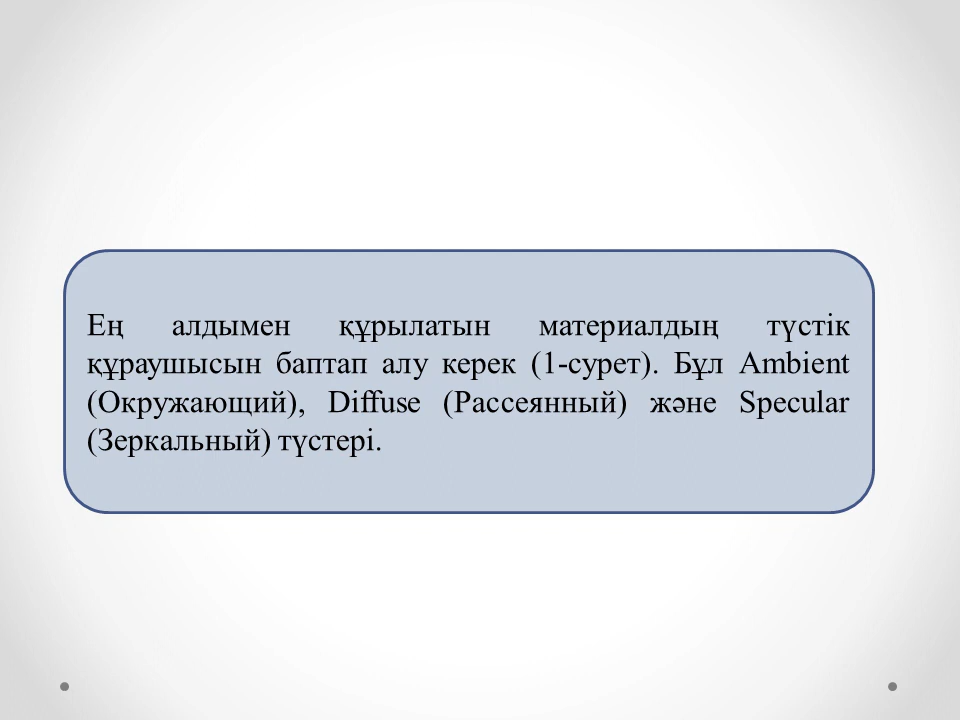 Ең алдымен құрылатын материалдың түстік
құраушысын баптап алу керек (1-сурет). Бұл Ambient
(Окружающий), Diffuse (Рассеянный) және Specular
(Зеркальный) түстері.